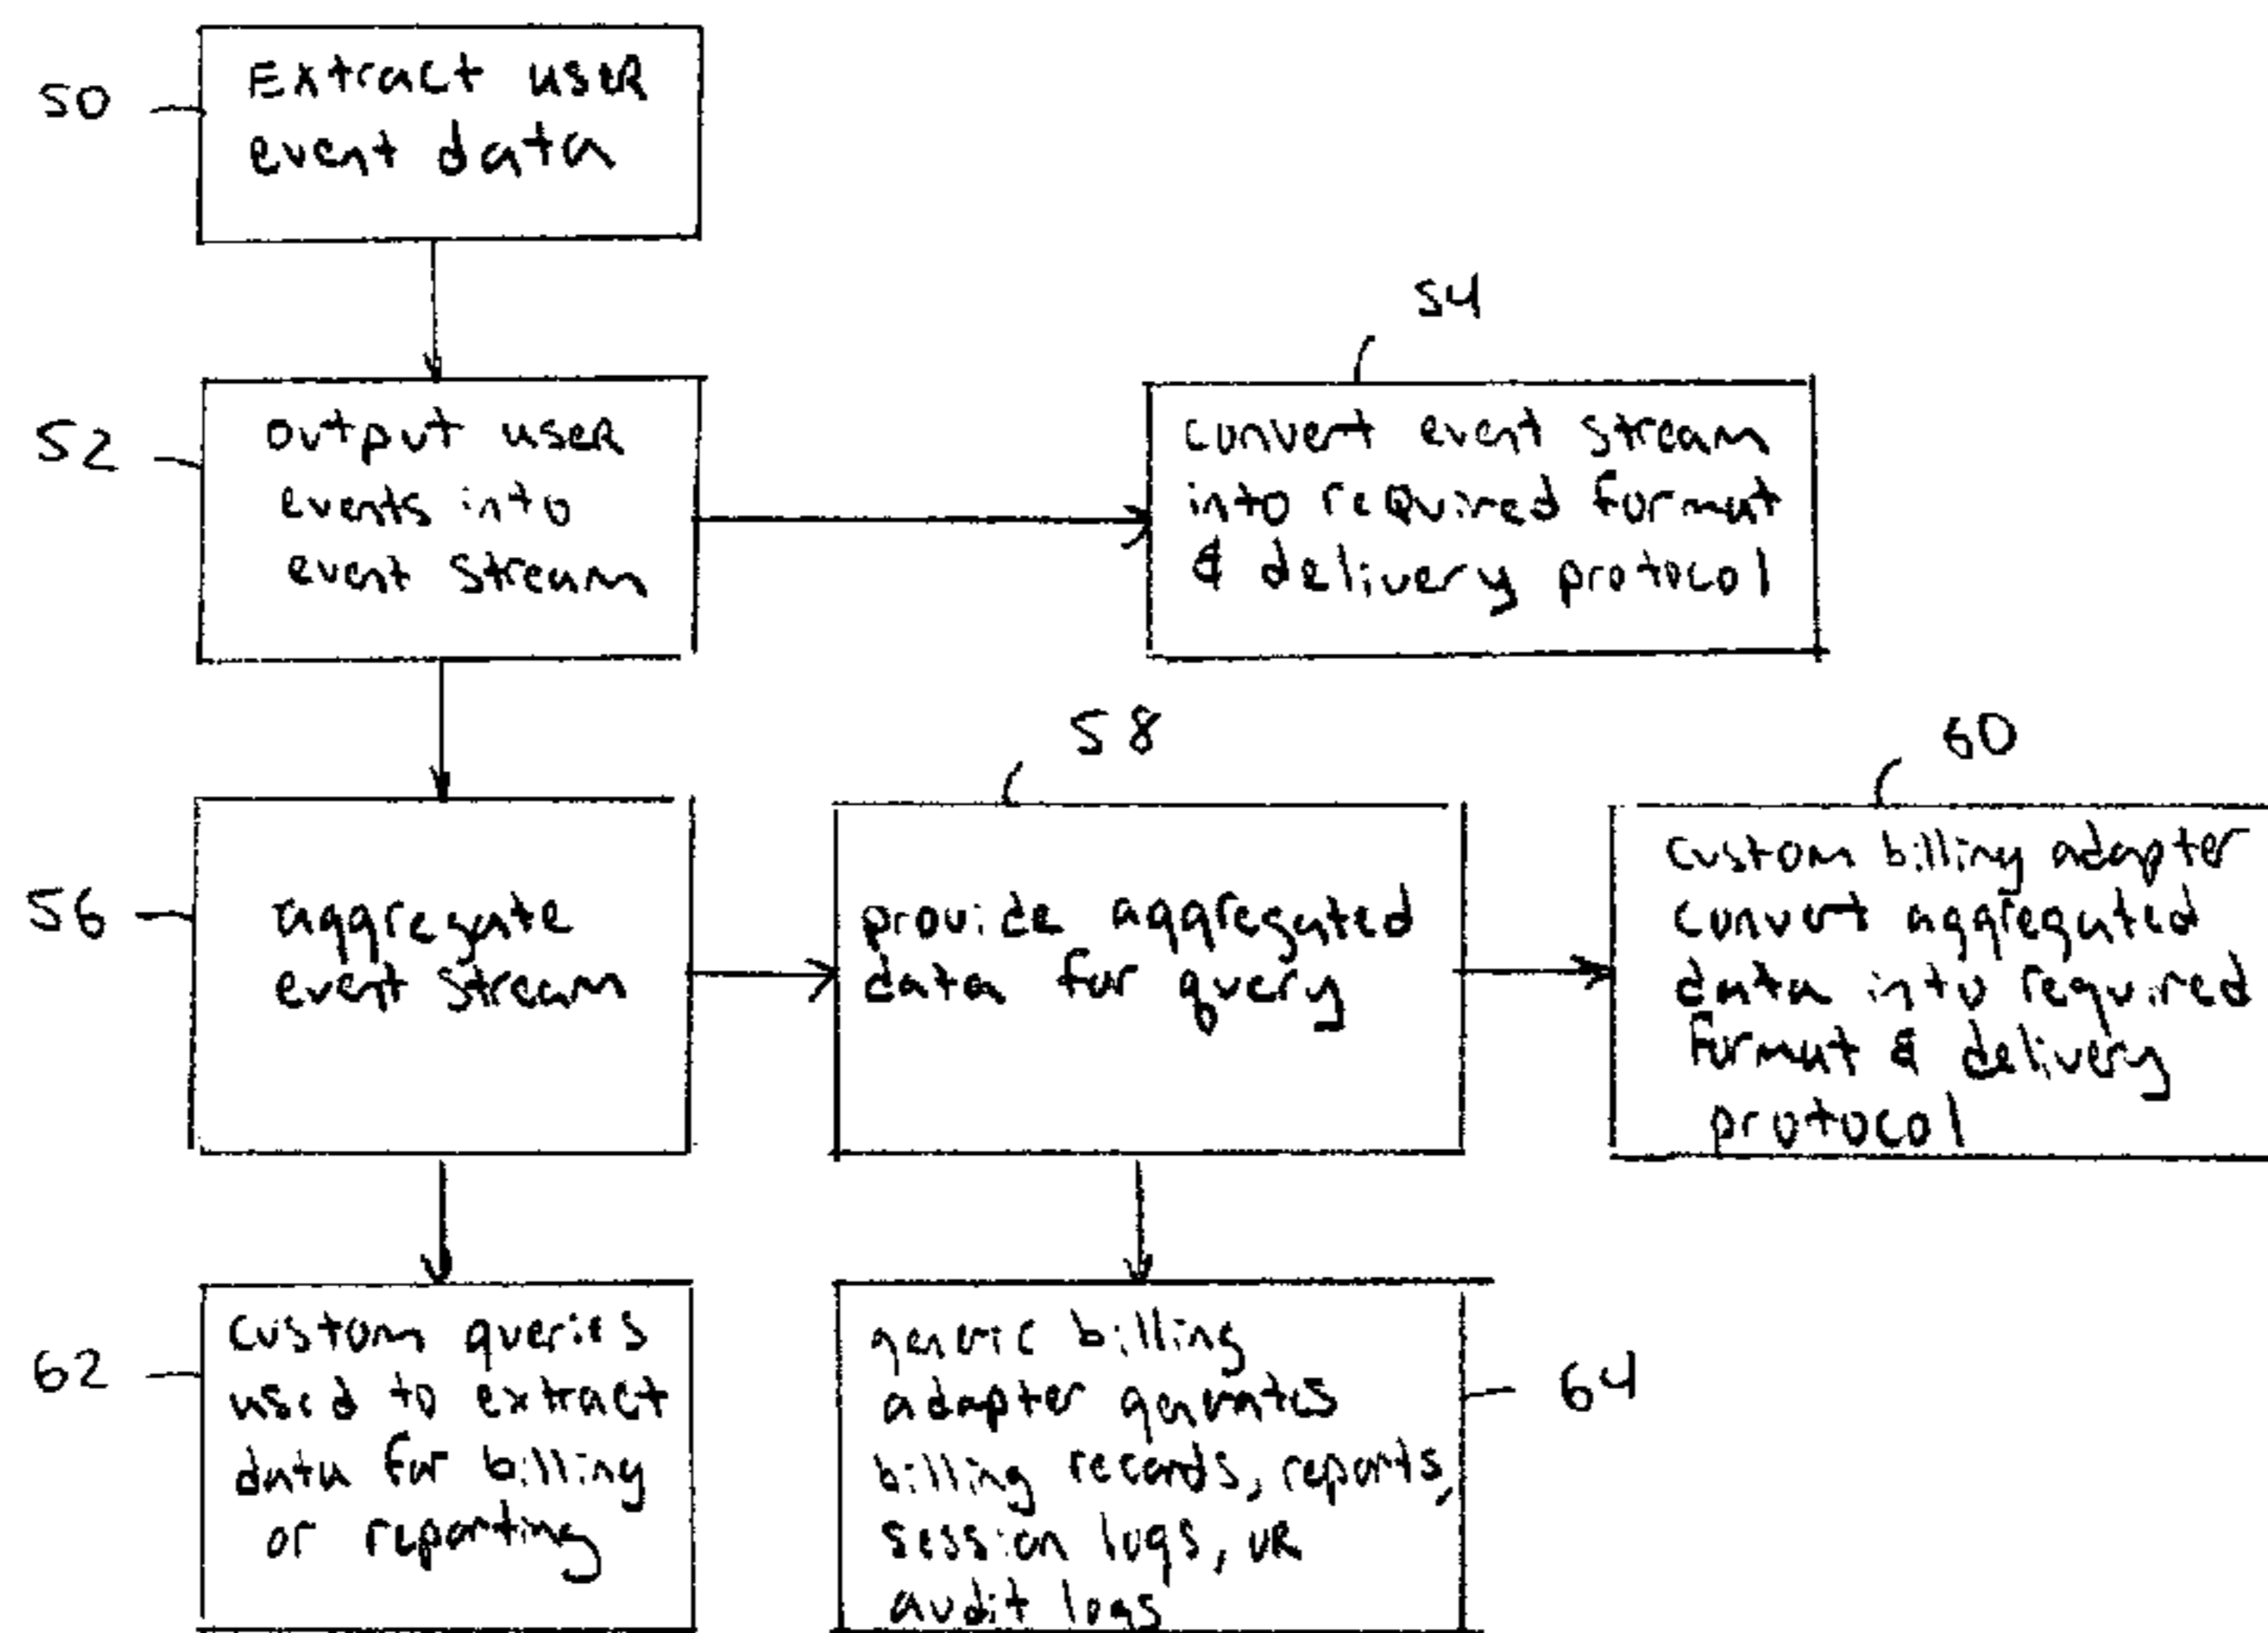 50
Extract user
event data
52
output user
events into
event stream
54
convert event stream
into required format
& delivery protocol
56
aggregate
event stream
58
provide aggregated
data for query
60
custom billing adapter
convert aggregated
data into required
format & delivery
protocol
62
custom queries
used to extract
data for billing
or reporting
64
generic billing
adapter generates
billing records, reports,
session logs, or
audit logs